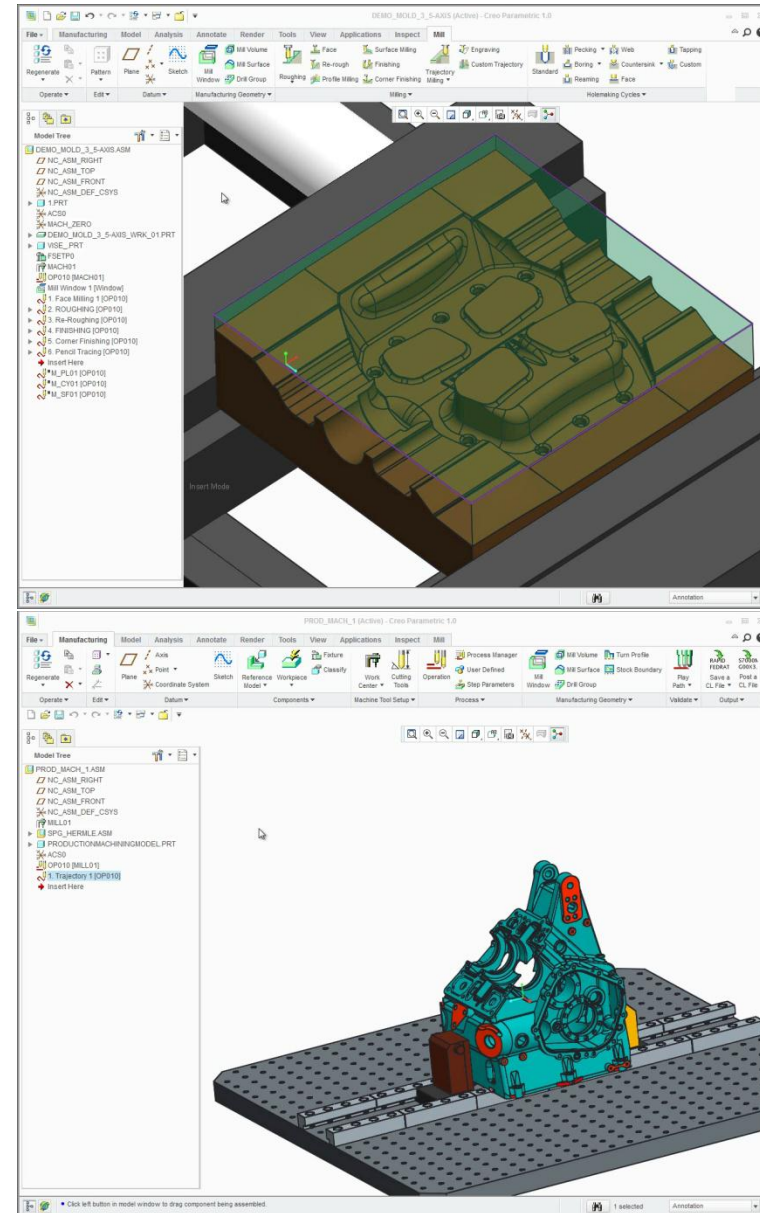 DEMO_MOLD_3_5-AXIS (Active) - Creo Parametric 1.0
File Manufacturing Model Analysis Annotate Render Tools View Applications Inspect Mill
Mill Volume Face Surface Milling Engraving Pecking Web Tapping
Regenerate Pattern Plane Sketch Mill Window Mill Surface Re-rough Finishing Custom Trajectory Standard Boring Countersink Custom
Drill Group Roughing Profile Milling Corner Finishing Trajectory Milling Reaming Face
Operate Edit Datum Manufacturing Geometry Milling Holemaking Cycles
Model Tree
DEMO_MOLD_3_5-AXIS.ASM
NC_ASM_RIGHT
NC_ASM_TOP
NC_ASM_FRONT
NC_ASM_DEF_CSYS
1.PRT
ACS0
MACH_ZERO
DEMO_MOLD_3_5-AXIS_WRK_01.PRT
VISE_.PRT
FSETP0
MACH01
OP010 [MACH01]
Mill Window 1 [Window]
1. Face Milling 1 [OP010]
2. ROUGHING [OP010]
3. Re-Roughing [OP010]
4. FINISHING [OP010]
5. Corner Finishing [OP010]
6. Pencil Tracing [OP010]
Insert Here
*M_PL01 [OP010]
*M_CY01 [OP010]
*M_SF01 [OP010]
Insert Mode
Annotation
PROD_MACH_1 (Active) - Creo Parametric 1.0
File Manufacturing Model Analysis Annotate Render Tools View Applications Inspect Mill
Axis Fixture Process Manager Mill Volume Turn Profile
Regenerate Plane Point Sketch Reference Model Workpiece Classify Work Center Cutting Tools Operation User Defined Mill Window Mill Surface Stock Boundary Play Path Save a CL File Post a CL File
Coordinate System Step Parameters Drill Group
Operate Edit Datum Components Machine Tool Setup Process Manufacturing Geometry Validate Output
Model Tree
PROD_MACH_1.ASM
NC_ASM_RIGHT
NC_ASM_TOP
NC_ASM_FRONT
NC_ASM_DEF_CSYS
MILL01
SPG_HERMLE.ASM
PRODUCTIONMACHININGMODEL.PRT
ACS0
OP010 [MILL01]
1. Trajectory 1 [OP010]
Insert Here
Click left button in model window to drag component being assembled.
1 selected
Annotation